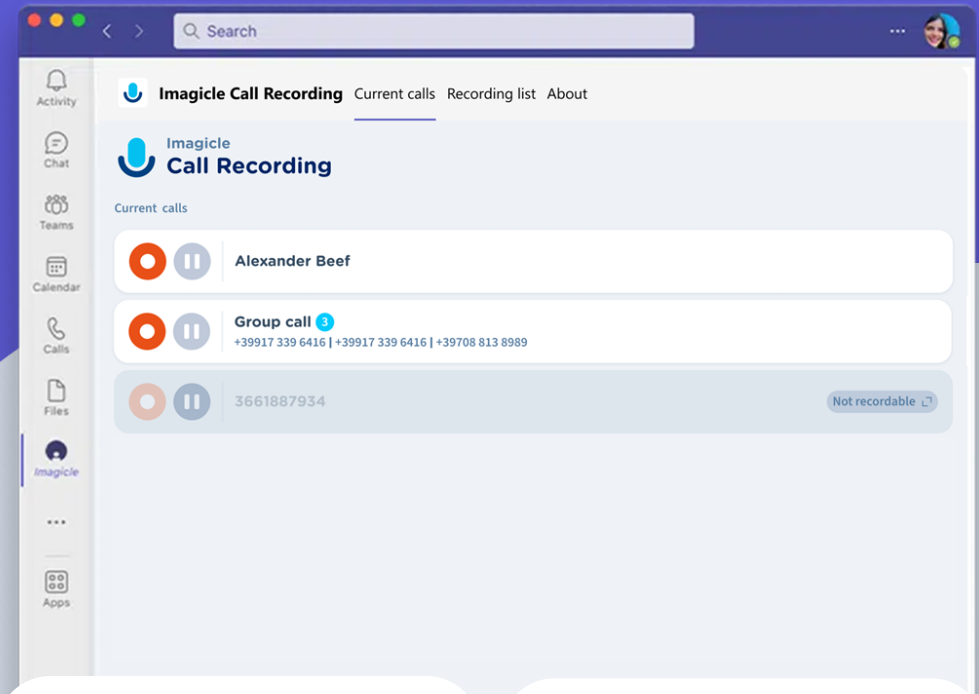 Search
Activity
Chat
Teams
Calendar
Calls
Files
Imagicle
Apps
Imagicle Call Recording Current calls Recording list About
Imagicle
Call Recording
Current calls
Alexander Beef
Group call 3
+39917 339 6416 | +39917 339 6416 | +39708 813 8989
3661887934 Not recordable